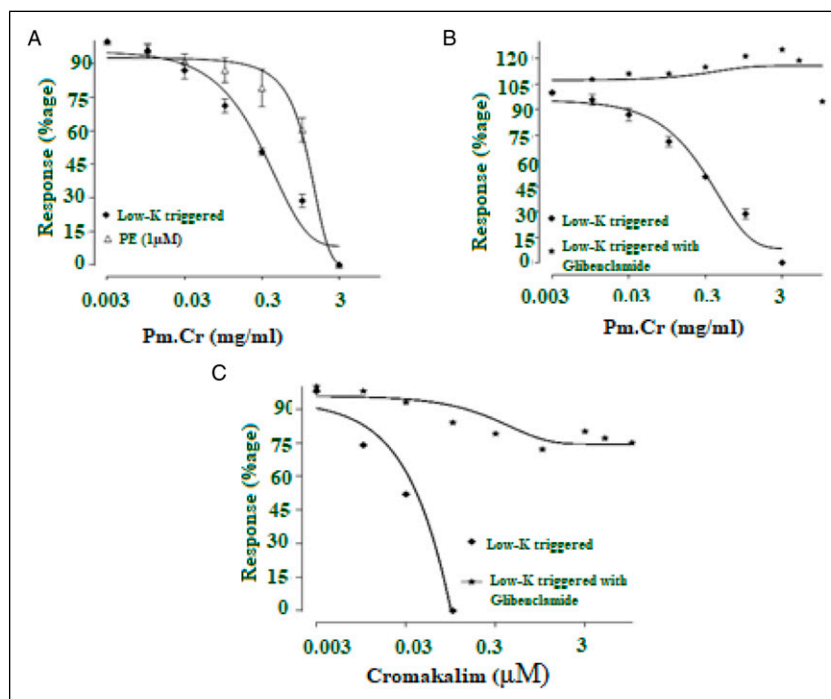 A
Response (%age)
90
75
60
45
30
15
0
Low-K triggered
PE (1µM)
0.003 0.03 0.3 3
Pm.Cr (mg/ml)
B
Response (%age)
120
105
90
75
60
45
30
15
0
Low-K triggered
Low-K triggered with
Glibenclamide
0.003 0.03 0.3 3
Pm.Cr (mg/ml)
C
Response (%age)
90
75
60
45
30
15
0
Low-K triggered
Low-K triggered with
Glibenclamide
0.003 0.03 0.3 3
Cromakalim (µM)